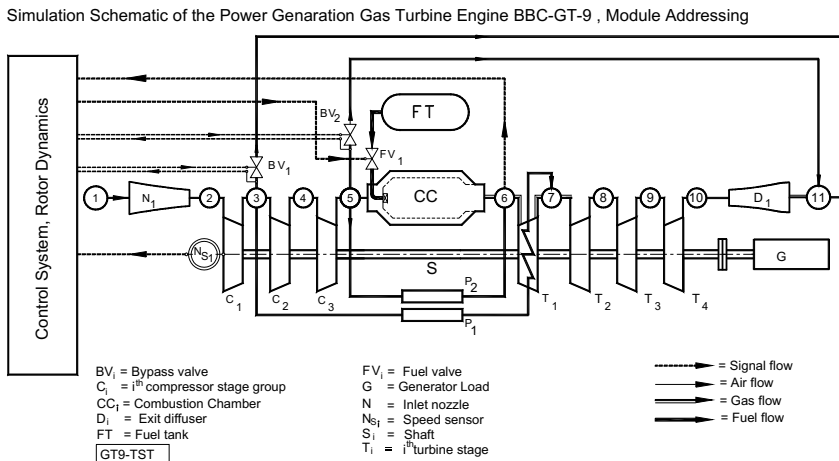 Simulation Schematic of the Power Genaration Gas Turbine Engine BBC-GT-9 , Module Addressing
Control System, Rotor Dynamics
BV2
FT
BV1
FV1
1
N1
2
3
4
5
CC
6
7
8
9
10
D1
11
NS1
S
G
C1
C2
C3
P2
P1
T1
T2
T3
T4
BVi = Bypass valve
Ci = ith compressor stage group
CCi = Combustion Chamber
Di = Exit diffuser
FT = Fuel tank
GT9-TST
FVi = Fuel valve
G = Generator Load
N = Inlet nozzle
NSi = Speed sensor
Si = Shaft
Ti = ith turbine stage
= Signal flow
= Air flow
= Gas flow
= Fuel flow